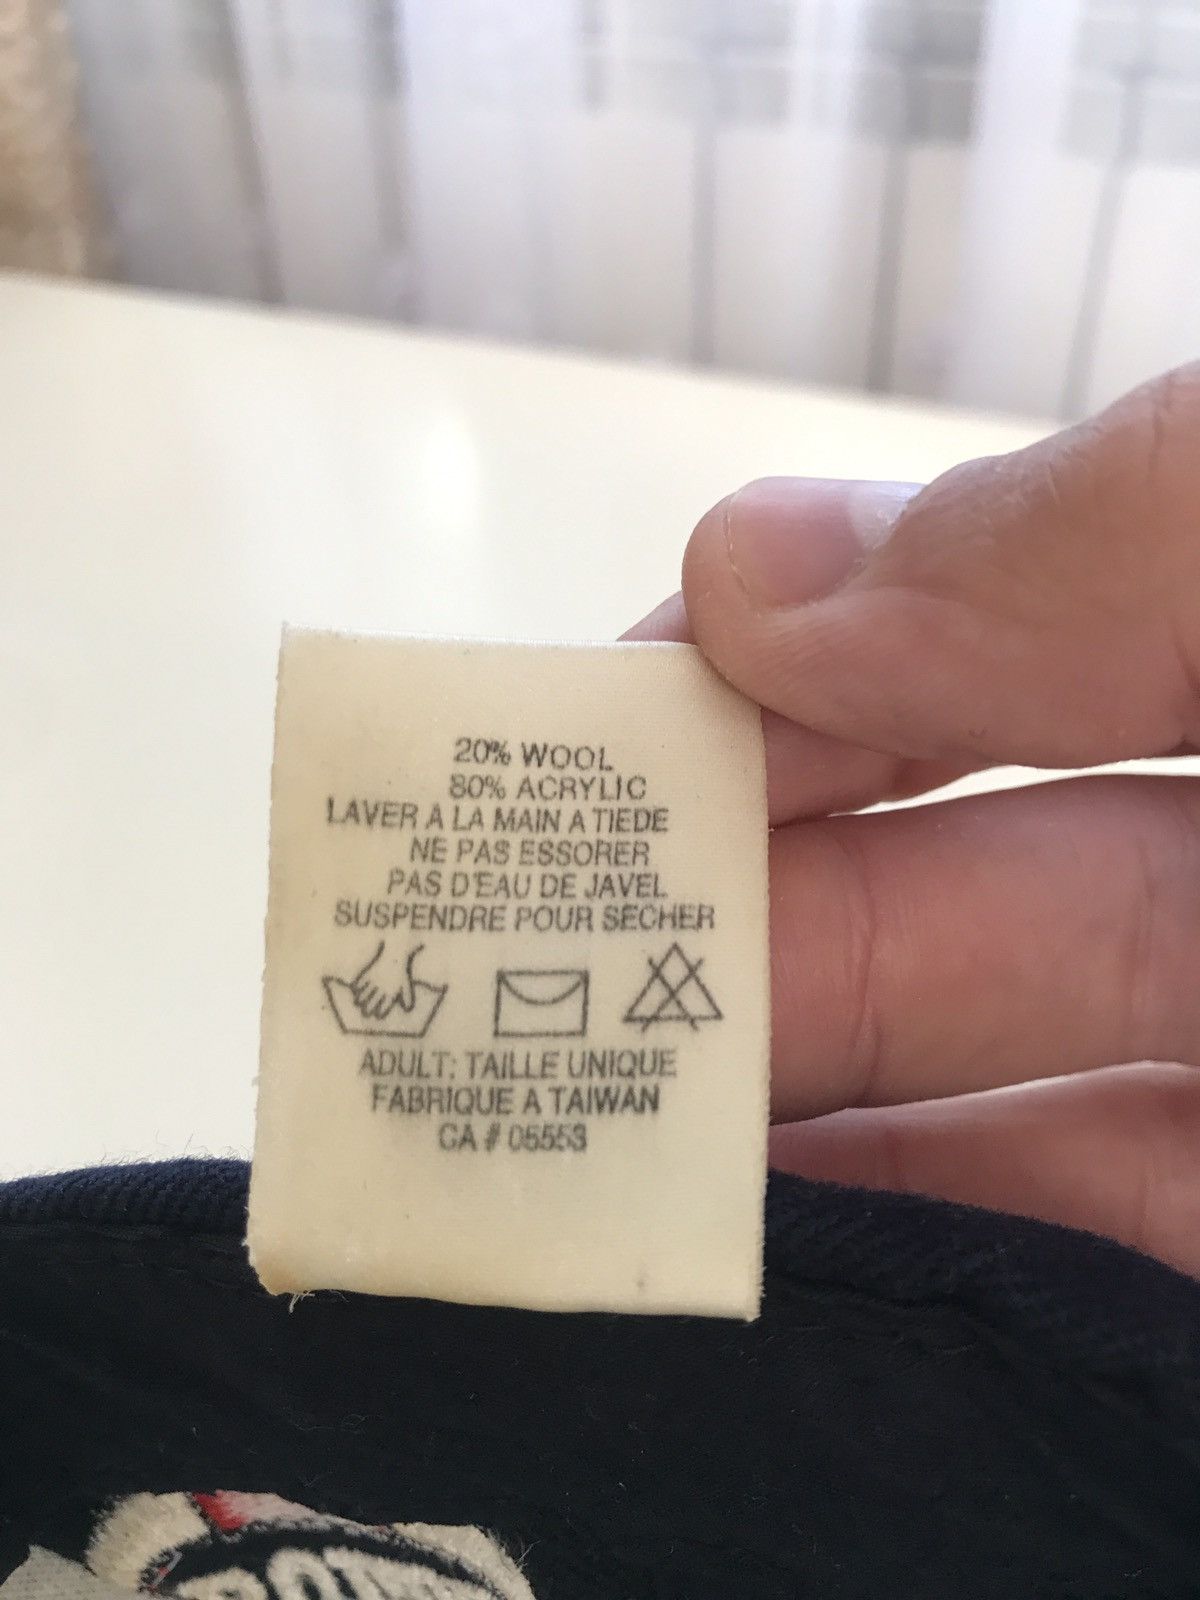 20% WOOL
80% ACRYLIC
LAVER A LA MAIN A TIEDE
NE PAS ESSORER
PAS D'EAU DE JAVEL
SUSPENDRE POUR SECHER
ADULT: TAILLE UNIQUE
FABRIQUE A TAIWAN
CA # 05553